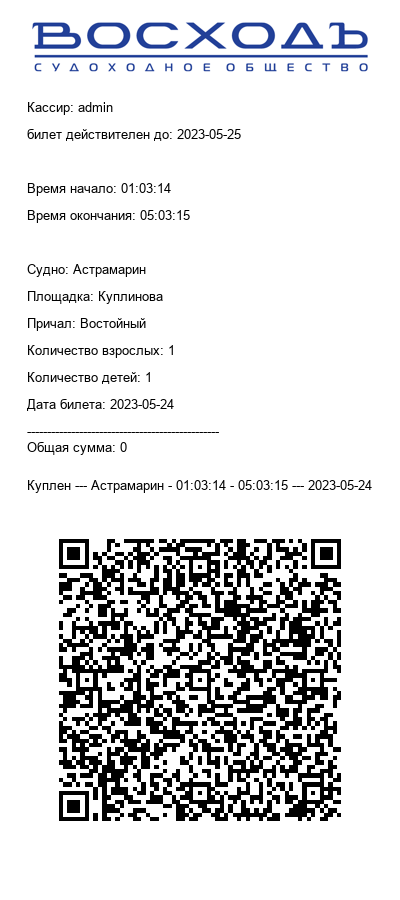 ВОСХОДЪ
СУДОХОДНОЕ ОБЩЕСТВО
Кассир: admin
билет действителен до: 2023-05-25
Время начало: 01:03:14
Время окончания: 05:03:15
Судно: Астрамарин
Площадка: Куплинова
Причал: Востойный
Количество взрослых: 1
Количество детей: 1
Дата билета: 2023-05-24
------------------------------------------------
Общая сумма: 0
Куплен --- Астрамарин - 01:03:14 - 05:03:15 --- 2023-05-24